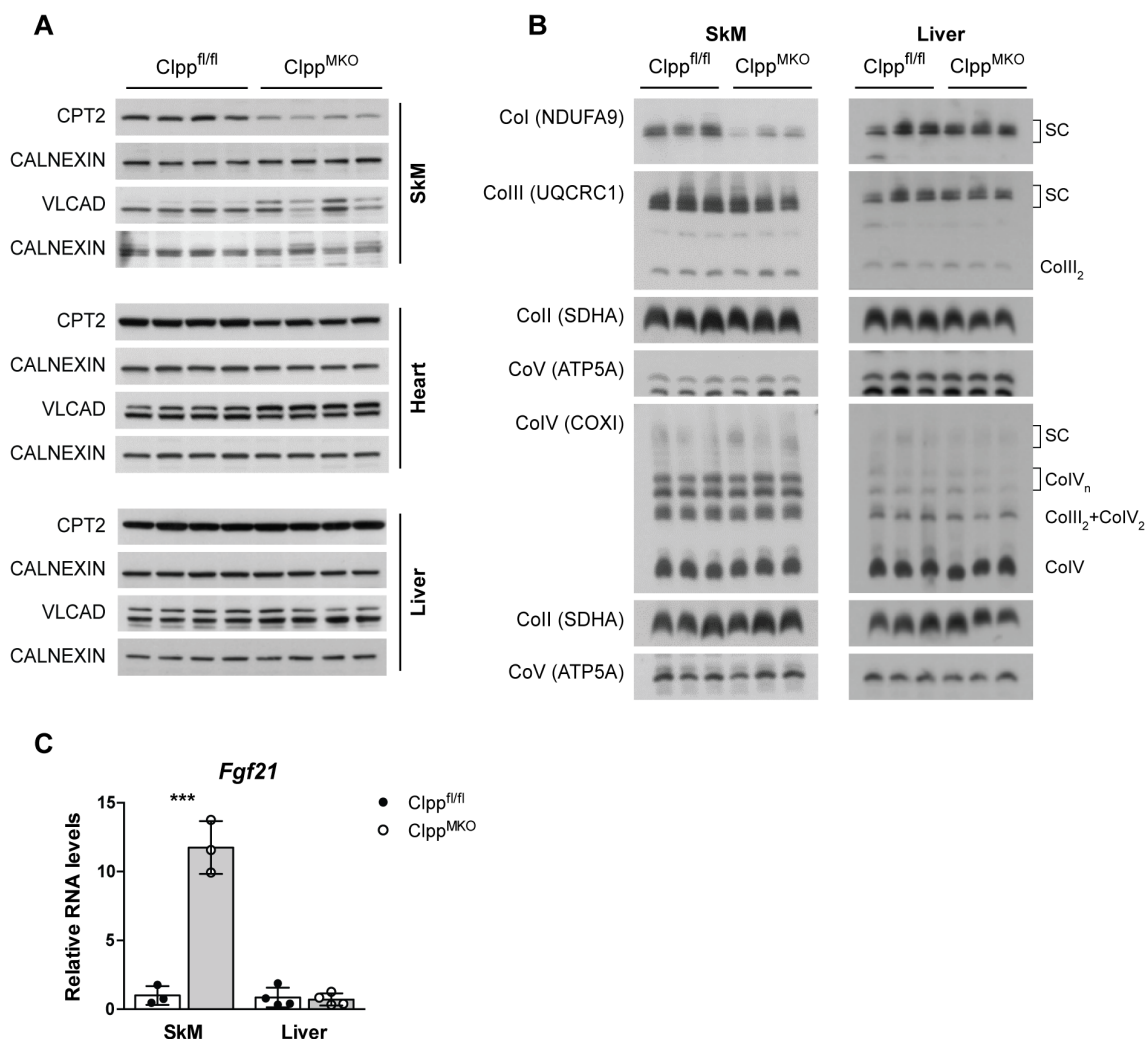 A
Clpp^fl/fl Clpp^MKO
CPT2
CALNEXIN
VLCAD
CALNEXIN
SkM
CPT2
CALNEXIN
VLCAD
CALNEXIN
Heart
CPT2
CALNEXIN
VLCAD
CALNEXIN
Liver
B
SkM Liver
Clpp^fl/fl Clpp^MKO Clpp^fl/fl Clpp^MKO
CoI (NDUFA9) SC
CoIII (UQCRC1) SC
CoIII₂
CoII (SDHA)
CoV (ATP5A)
CoIV (COXI) SC
CoIVₙ
CoIII₂+CoIV₂
CoIV
CoII (SDHA)
CoV (ATP5A)
C
Fgf21
Relative RNA levels
15
10
5
0
***
Clpp^fl/fl
Clpp^MKO
SkM Liver